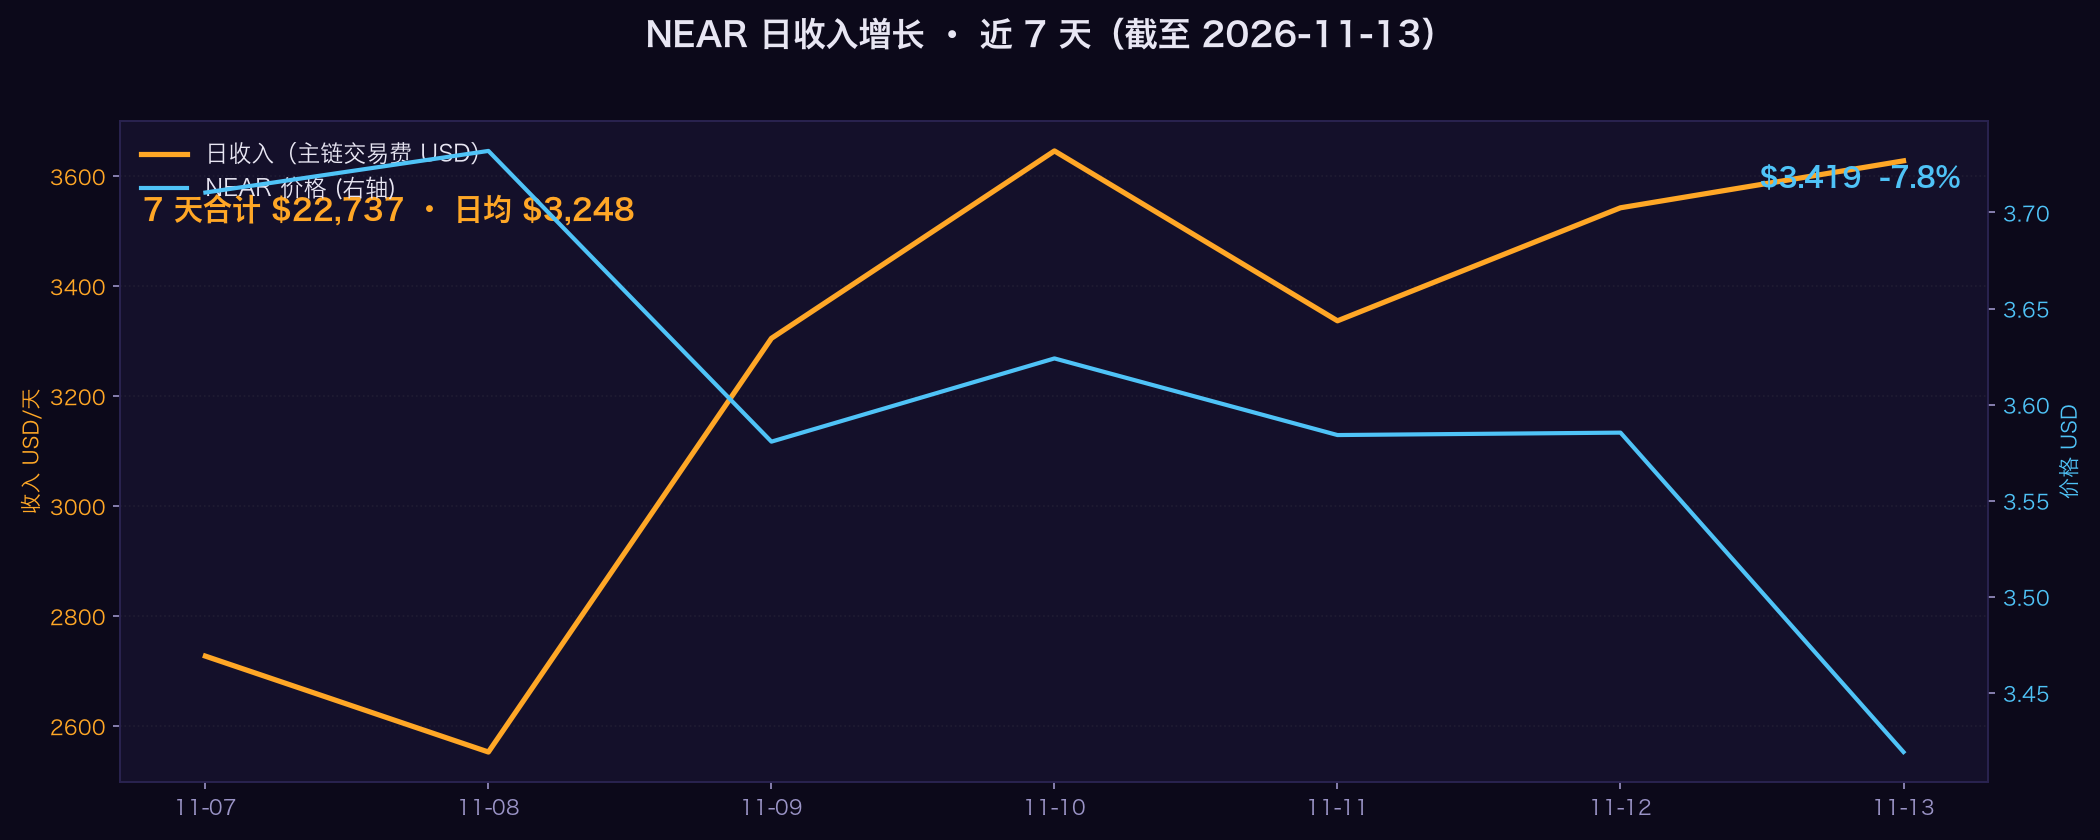 NEAR 日收入增长 · 近 7 天（截至 2026-11-13）
日收入（主链交易费 USD）
NEAR 价格 (右轴)
7 天合计 $22,737 · 日均 $3,248
$3.419 -7.8%
收入 USD/天
3600
3400
3200
3000
2800
2600
3.70
3.65
3.60
3.55
3.50
3.45
价格 USD
11-07 11-08 11-09 11-10 11-11 11-12 11-13